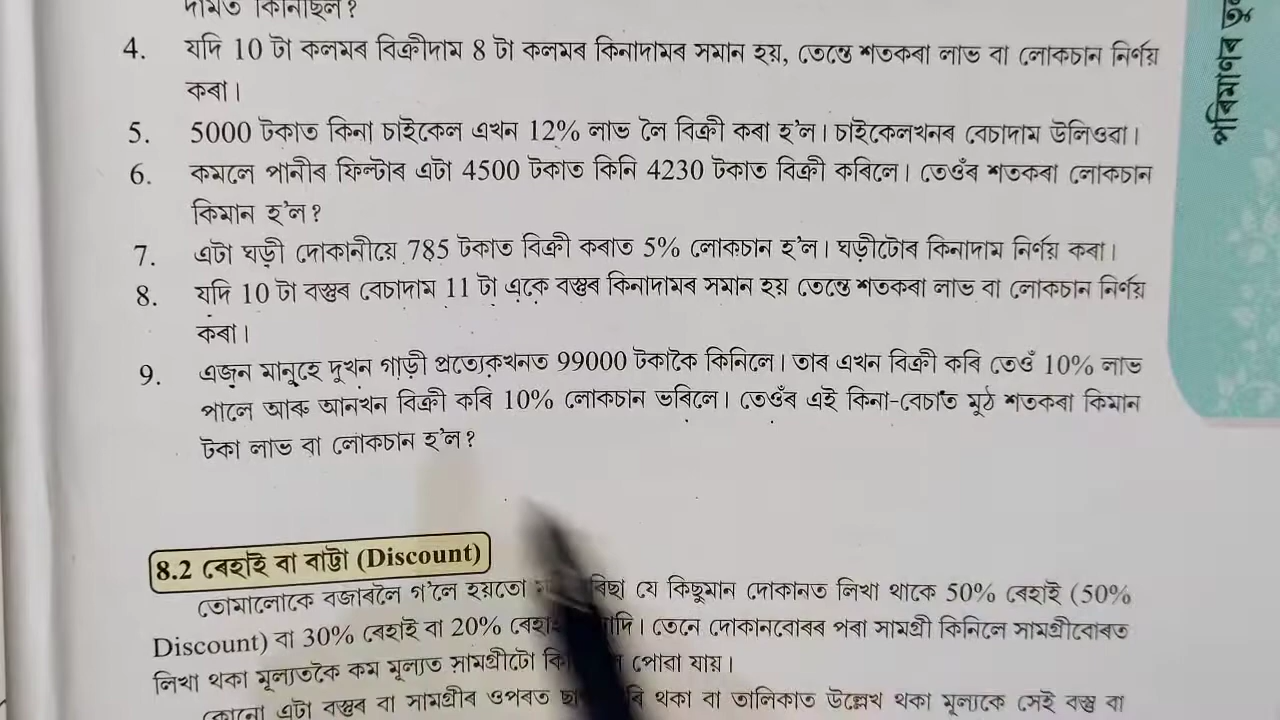 দামত কিনিছিল?
4. যদি 10 টা কলমৰ বিক্ৰীদাম 8 টা কলমৰ কিনাদামৰ সমান হয়, তেন্তে শতকৰা লাভ বা লোকচান নিৰ্ণয়
কৰা।
5. 5000 টকাত কিনা চাইকেল এখন 12% লাভ লৈ বিক্ৰী কৰা হ'ল। চাইকেলখনৰ বেচাদাম উলিওৱা।
6. কমলে পানীৰ ফিল্টাৰ এটা 4500 টকাত কিনি 4230 টকাত বিক্ৰী কৰিলে। তেওঁৰ শতকৰা লোকচান
কিমান হ'ল?
7. এটা ঘড়ী দোকানীয়ে 785 টকাত বিক্ৰী কৰাত 5% লোকচান হ'ল। ঘড়ীটোৰ কিনাদাম নিৰ্ণয় কৰা।
8. যদি 10 টা বস্তুৰ বেচাদাম 11 টা একে বস্তুৰ কিনাদামৰ সমান হয় তেন্তে শতকৰা লাভ বা লোকচান নিৰ্ণয়
কৰা।
9. এজন মানুহে দুখন গাড়ী প্ৰত্যেকখনত 99000 টকাকৈ কিনিলে। তাৰ এখন বিক্ৰী কৰি তেওঁ 10% লাভ
পালে আৰু আনখন বিক্ৰী কৰি 10% লোকচান ভৰিলে। তেওঁৰ এই কিনা-বেচাত মুঠ শতকৰা কিমান
টকা লাভ বা লোকচান হ'ল?
8.2 ৰেহাই বা বাট্টা (Discount)
তোমালোকে বজাৰলৈ গ'লে হয়তো যে কিছুমান দোকানত লিখা থাকে 50% ৰেহাই (50%
Discount) বা 30% ৰেহাই বা 20% তেনে দোকানবোৰৰ পৰা সামগ্ৰী কিনিলে সামগ্ৰীবোৰত
লিখা থকা মূল্যতকৈ কম মূল্যত সামগ্ৰীটো পোৱা যায়।
কোনো এটা বস্তুৰ বা সামগ্ৰীৰ ওপৰত থকা বা তালিকাত উল্লেখ থকা মূল্যকে সেই বস্তু বা
পৰিমাণৰ